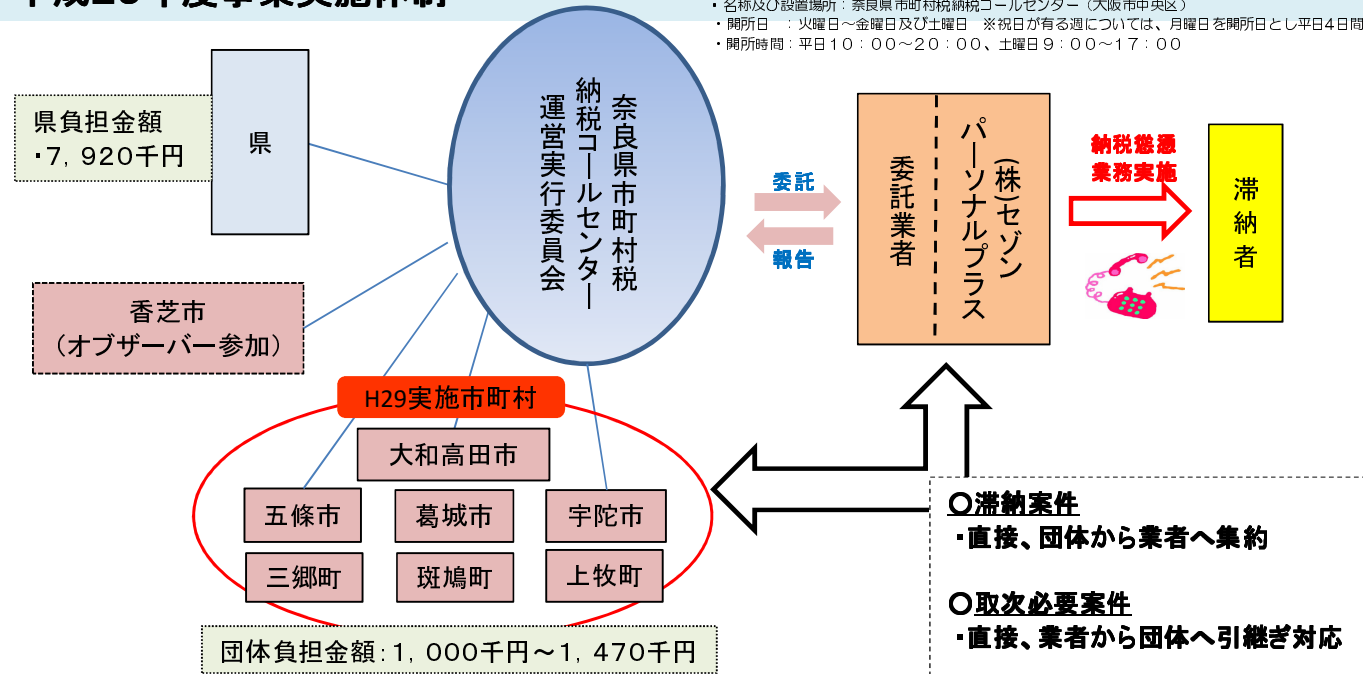 ・名称及び設置場所：奈良県市町村税納税コールセンター（大阪市中央区）
・開所日　：火曜日～金曜日及び土曜日　※祝日が有る週については、月曜日を開所日とし平日4日間
・開所時間：平日１０：００～２０：００、土曜日９：００～１７：００
県負担金額
・７，９２０千円
県
奈良県市町村税
納税コールセンター
運営実行委員会
香芝市
（オブザーバー参加）
委託
報告
(株)セゾン
パーソナルプラス
委託業者
納税慫慂
業務実施
滞納者
H29実施市町村
大和高田市
五條市
葛城市
宇陀市
三郷町
斑鳩町
上牧町
団体負担金額：１，０００千円～１，４７０千円
○滞納案件
・直接、団体から業者へ集約
○取次必要案件
・直接、業者から団体へ引継ぎ対応